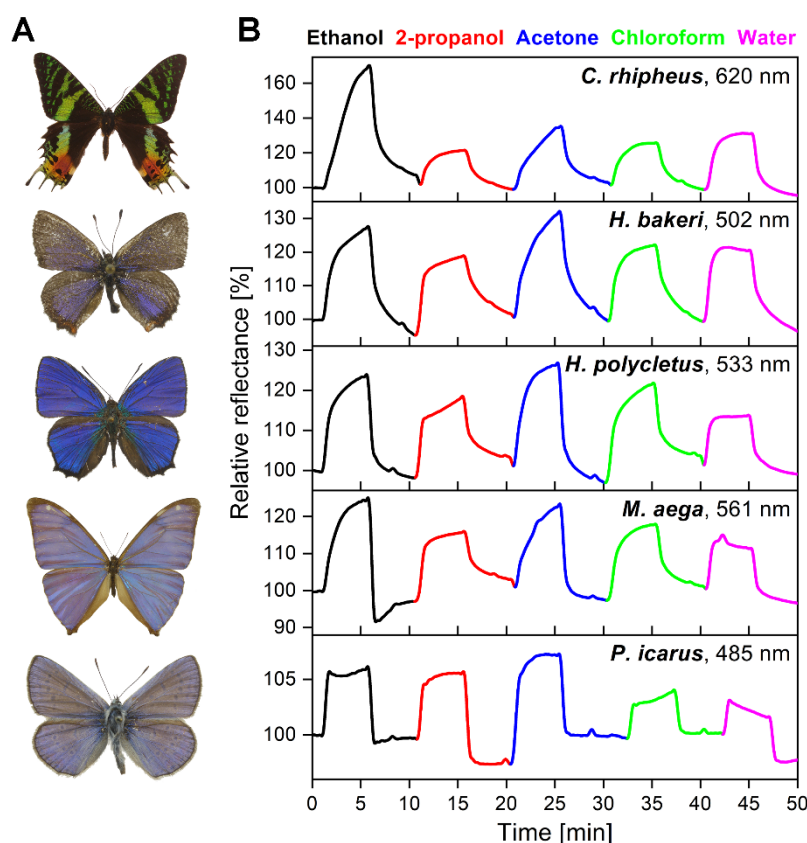 A
B
Ethanol 2-propanol Acetone Chloroform Water
Relative reflectance [%]
C. rhipheus, 620 nm
160
140
120
100
H. bakeri, 502 nm
130
120
110
100
H. polycletus, 533 nm
130
120
110
100
M. aega, 561 nm
120
110
100
90
P. icarus, 485 nm
105
100
0 5 10 15 20 25 30 35 40 45 50
Time [min]